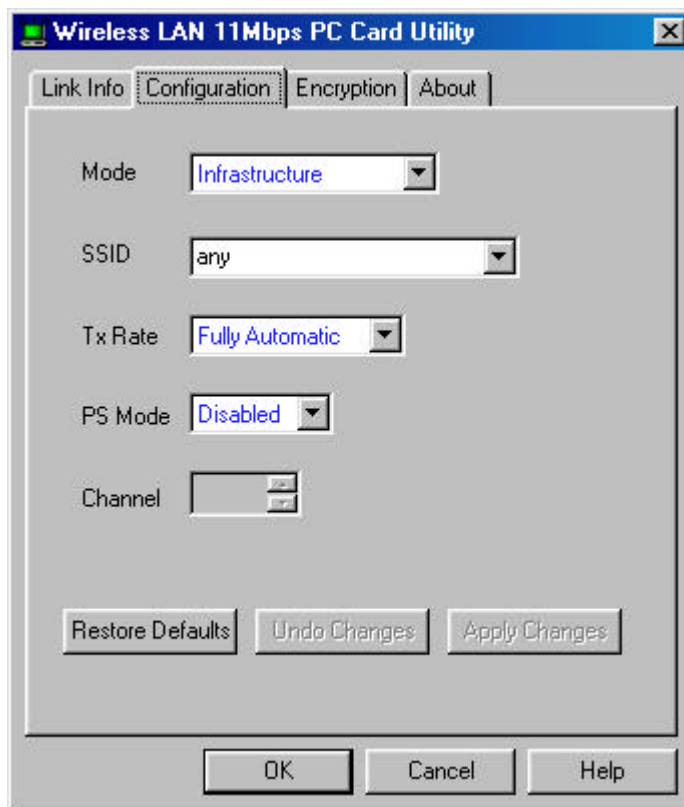 Wireless LAN 11Mbps PC Card Utility
Link Info Configuration Encryption About
Mode Infrastructure
SSID any
Tx Rate Fully Automatic
PS Mode Disabled
Channel
Restore Defaults Undo Changes Apply Changes
OK Cancel Help